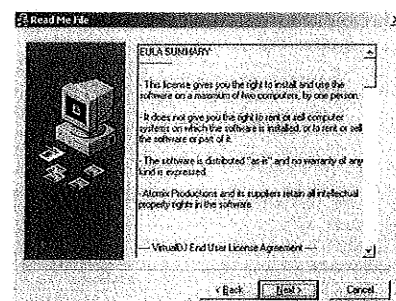 Read Me File
EULA SUMMARY
- This license gives you the right to install and use the
software on a maximum of two computers, by one person.
- It does not give you the right to rent or sell computer
systems on which the software is installed, or to rent or sell
the software or part of it.
- The software is distributed "as is" and no warranty of any
kind is expressed.
- Atomix Productions and its suppliers retain all intellectual
property rights in the software.
---- VirtualDJ End User License Agreement ----
< Back
Next >
Cancel